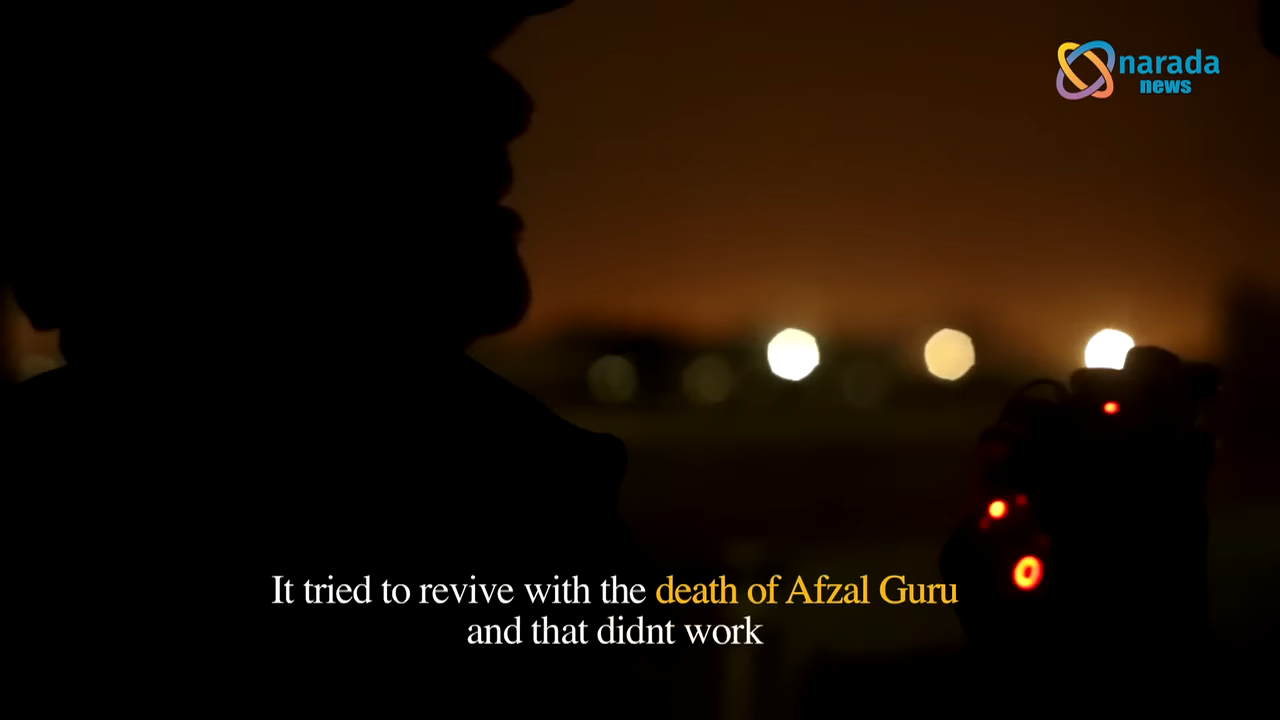 narada
news
It tried to revive with the death of Afzal Guru
and that didnt work